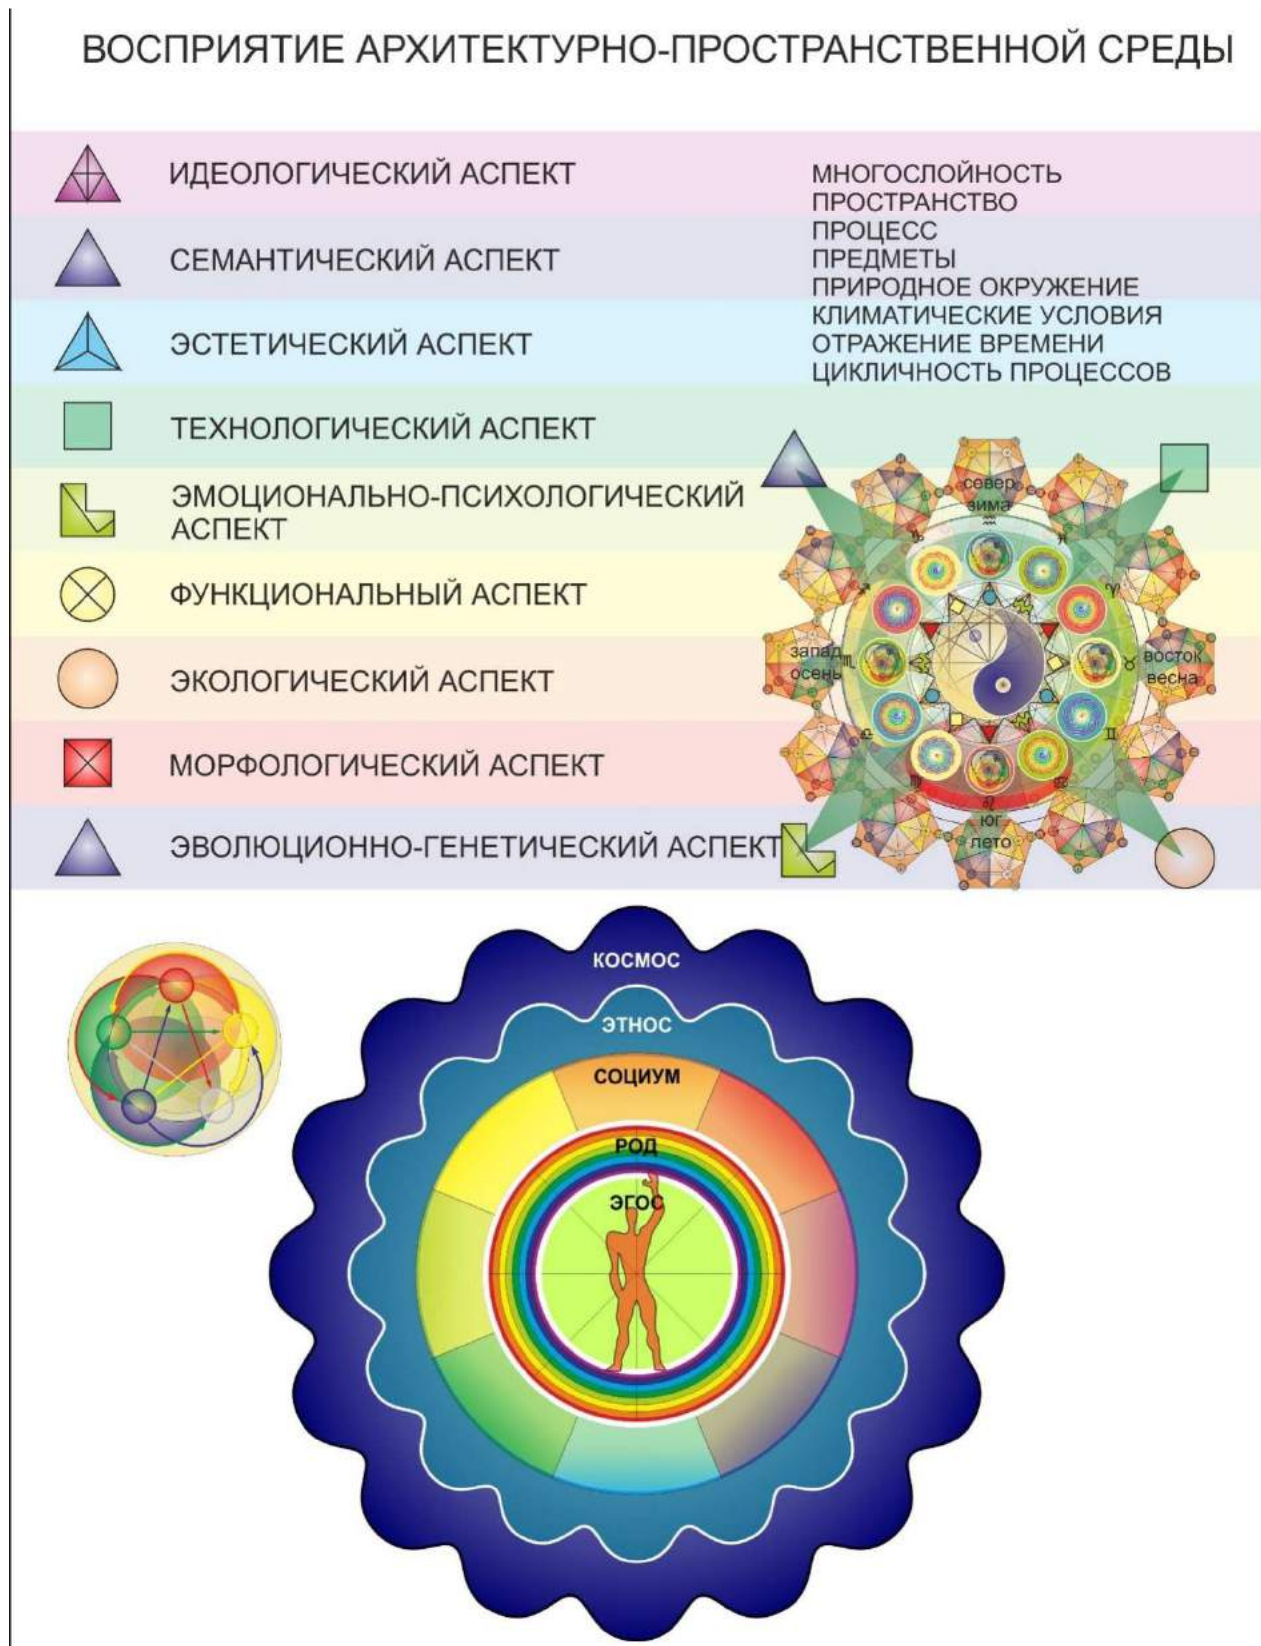 ВОСПРИЯТИЕ АРХИТЕКТУРНО-ПРОСТРАНСТВЕННОЙ СРЕДЫ
ИДЕОЛОГИЧЕСКИЙ АСПЕКТ
СЕМАНТИЧЕСКИЙ АСПЕКТ
ЭСТЕТИЧЕСКИЙ АСПЕКТ
ТЕХНОЛОГИЧЕСКИЙ АСПЕКТ
ЭМОЦИОНАЛЬНО-ПСИХОЛОГИЧЕСКИЙ
АСПЕКТ
ФУНКЦИОНАЛЬНЫЙ АСПЕКТ
ЭКОЛОГИЧЕСКИЙ АСПЕКТ
МОРФОЛОГИЧЕСКИЙ АСПЕКТ
ЭВОЛЮЦИОННО-ГЕНЕТИЧЕСКИЙ АСПЕКТ
МНОГОСЛОЙНОСТЬ
ПРОСТРАНСТВО
ПРОЦЕСС
ПРЕДМЕТЫ
ПРИРОДНОЕ ОКРУЖЕНИЕ
КЛИМАТИЧЕСКИЕ УСЛОВИЯ
ОТРАЖЕНИЕ ВРЕМЕНИ
ЦИКЛИЧНОСТЬ ПРОЦЕССОВ
север
зима
запад
осень
восток
весна
юг
лето
КОСМОС
ЭТНОС
СОЦИУМ
РОД
ЭГОС